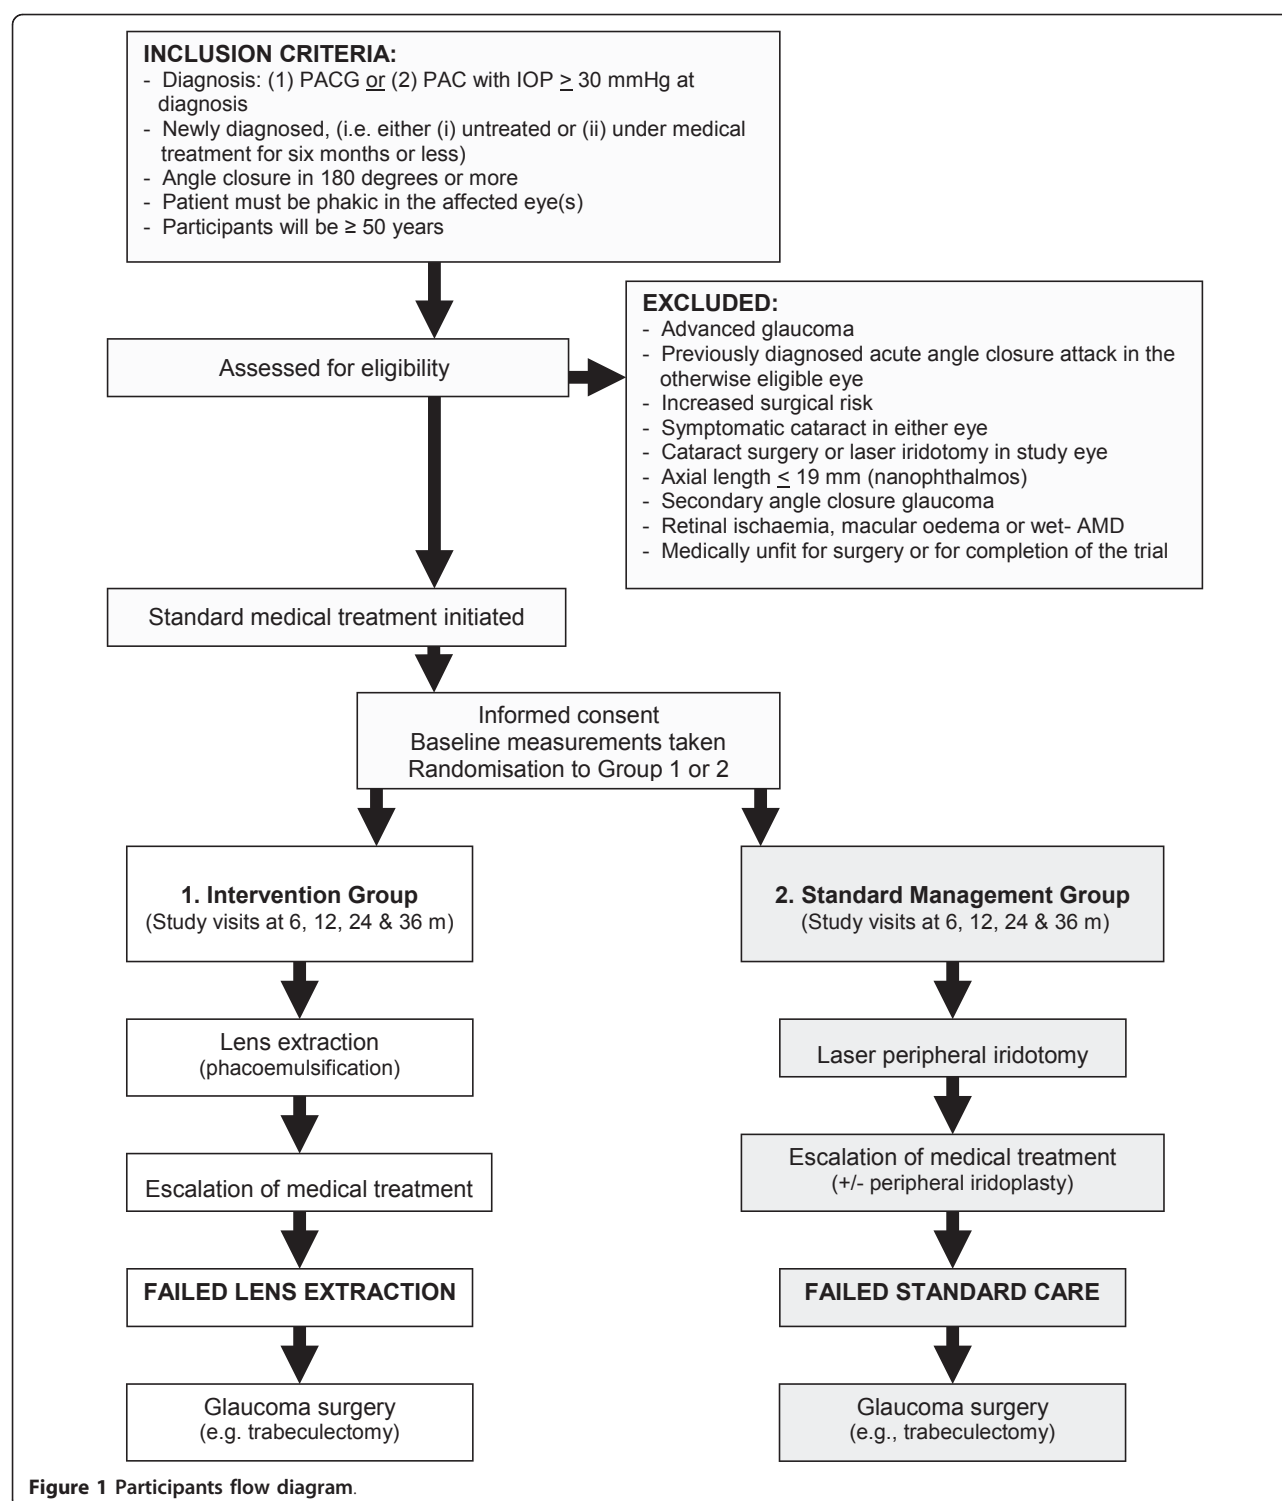 INCLUSION CRITERIA:
- Diagnosis: (1) PACG or (2) PAC with IOP ≥ 30 mmHg at
diagnosis
- Newly diagnosed, (i.e. either (i) untreated or (ii) under medical
treatment for six months or less)
- Angle closure in 180 degrees or more
- Patient must be phakic in the affected eye(s)
- Participants will be ≥ 50 years
Assessed for eligibility
EXCLUDED:
- Advanced glaucoma
- Previously diagnosed acute angle closure attack in the
otherwise eligible eye
- Increased surgical risk
- Symptomatic cataract in either eye
- Cataract surgery or laser iridotomy in study eye
- Axial length ≤ 19 mm (nanophthalmos)
- Secondary angle closure glaucoma
- Retinal ischaemia, macular oedema or wet- AMD
- Medically unfit for surgery or for completion of the trial
Standard medical treatment initiated
Informed consent
Baseline measurements taken
Randomisation to Group 1 or 2
1. Intervention Group
(Study visits at 6, 12, 24 & 36 m)
Lens extraction
(phacoemulsification)
Escalation of medical treatment
FAILED LENS EXTRACTION
Glaucoma surgery
(e.g. trabeculectomy)
2. Standard Management Group
(Study visits at 6, 12, 24 & 36 m)
Laser peripheral iridotomy
Escalation of medical treatment
(+/- peripheral iridoplasty)
FAILED STANDARD CARE
Glaucoma surgery
(e.g., trabeculectomy)
Figure 1 Participants flow diagram.